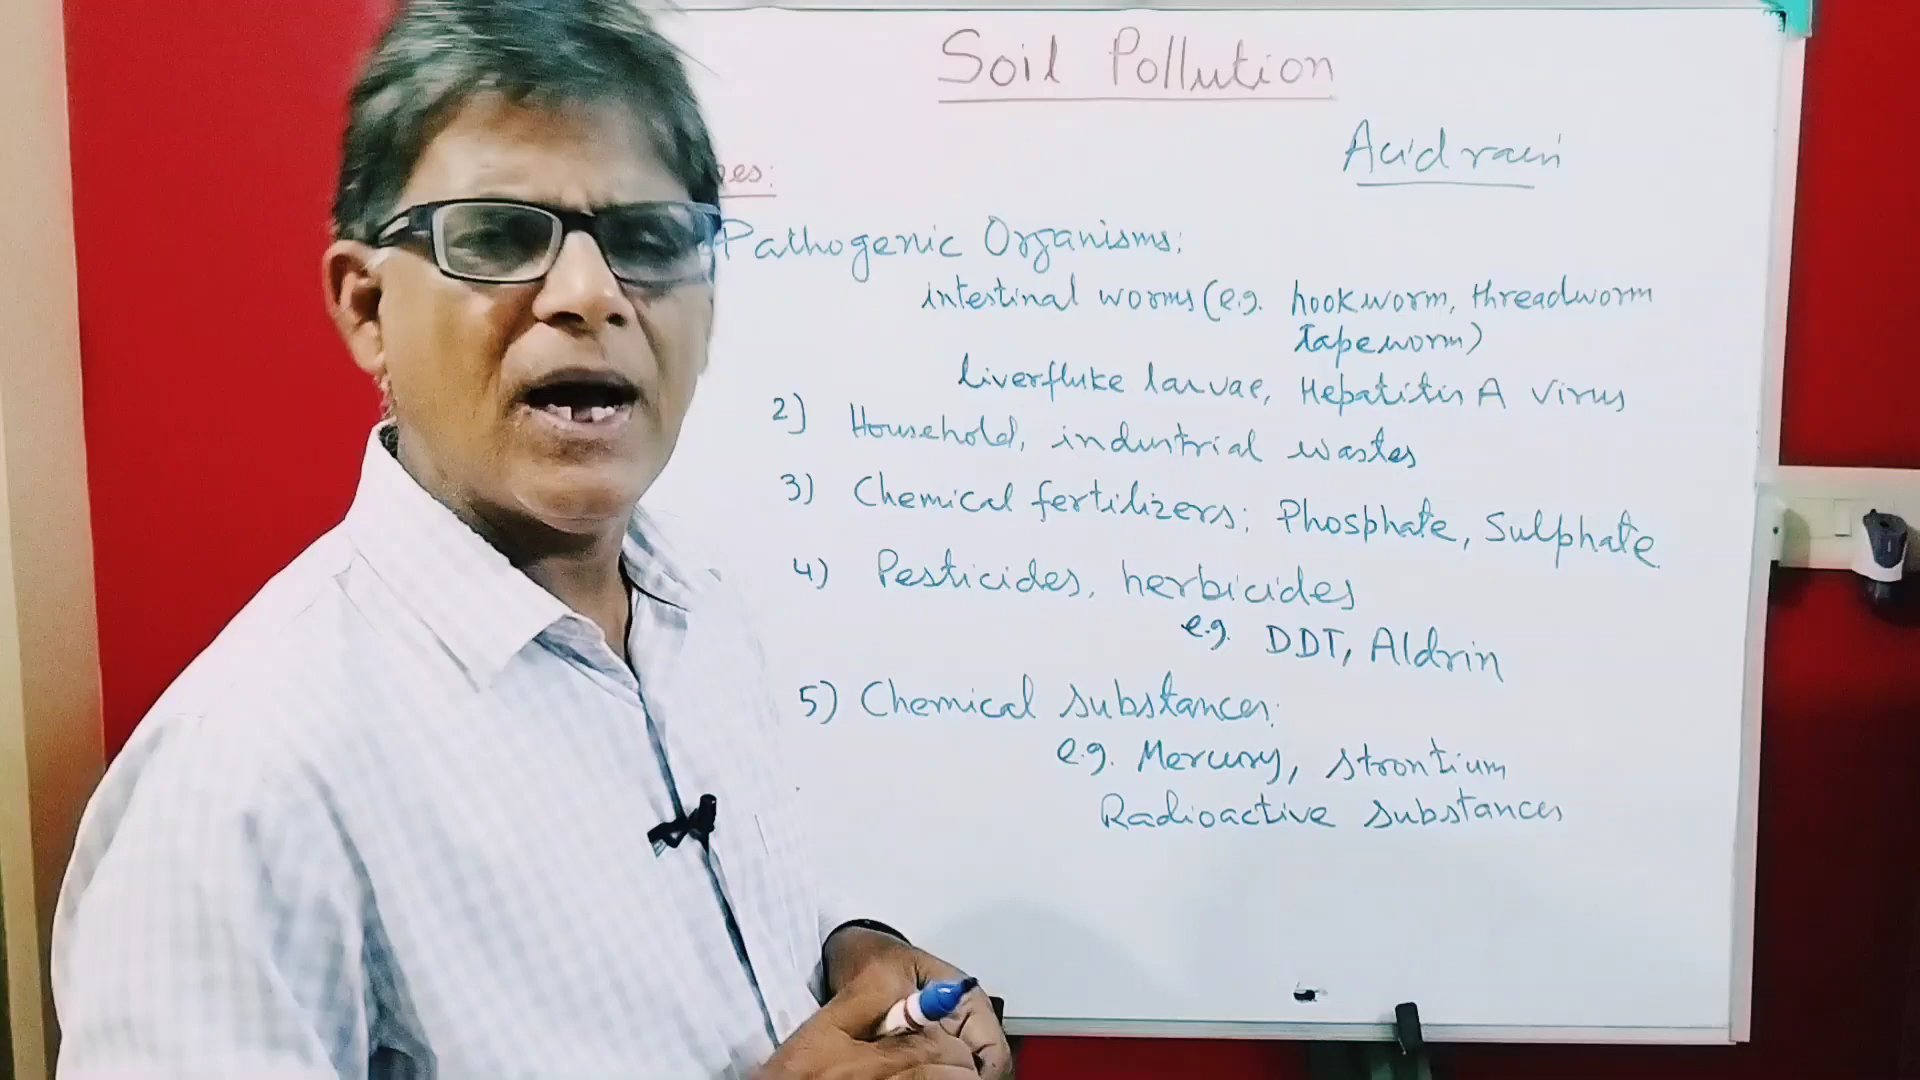 Soil Pollution
Acid rain
Pathogenic Organisms:
intestinal worms (e.g. hookworm, threadworm
tapeworm)
liverfluke larvae, Hepatitis A virus
2) Household, industrial wastes
3) Chemical fertilizers: Phosphate, Sulphate
4) Pesticides, herbicides
e.g. DDT, Aldrin
5) Chemical substances:
e.g. Mercury, strontium
Radioactive substances